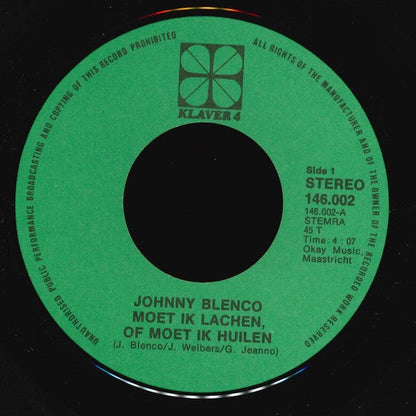 ALL RIGHTS OF THE MANUFACTURER AND OF THE OWNER OF THE RECORDED WORK RESERVED
UNAUTHORISED PUBLIC PERFORMANCE BROADCASTING AND COPYING OF THIS RECORD PROHIBITED
KLAVER 4
Side 1
STEREO
146.002
146.002-A
STEMRA
45 T
Time: 4 : 07
Okay Music,
Maastricht
JOHNNY BLENCO
MOET IK LACHEN,
OF MOET IK HUILEN
(J. Blenco/J. Welbers/G. Jeanno)